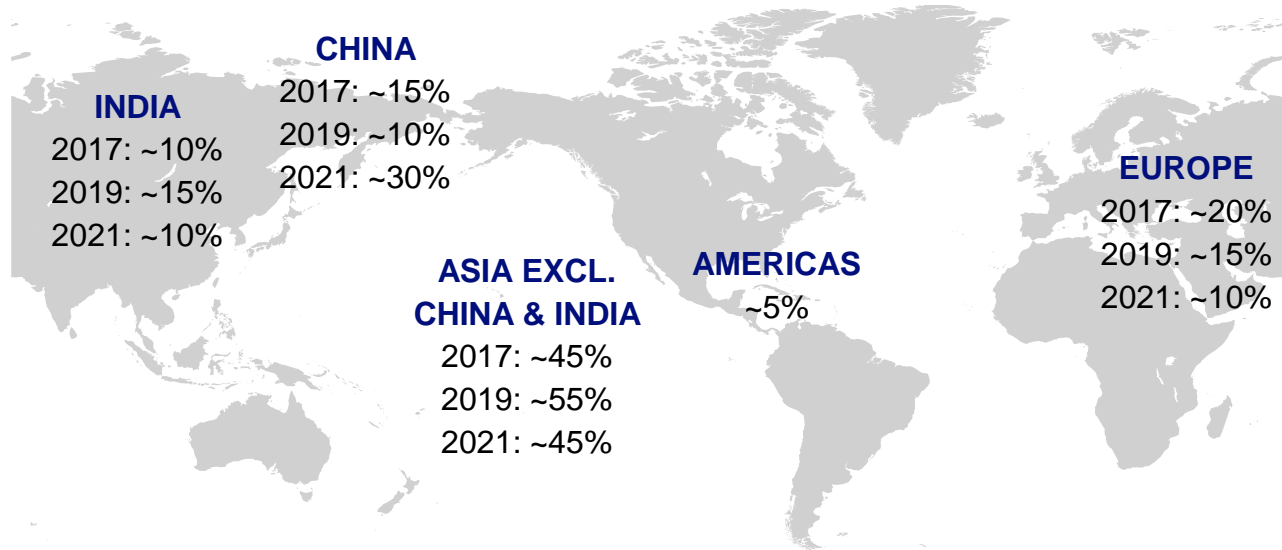 CHINA
2017: ~15%
2019: ~10%
2021: ~30%
INDIA
2017: ~10%
2019: ~15%
2021: ~10%
EUROPE
2017: ~20%
2019: ~15%
2021: ~10%
AMERICAS
~5%
ASIA EXCL.
CHINA & INDIA
2017: ~45%
2019: ~55%
2021: ~45%